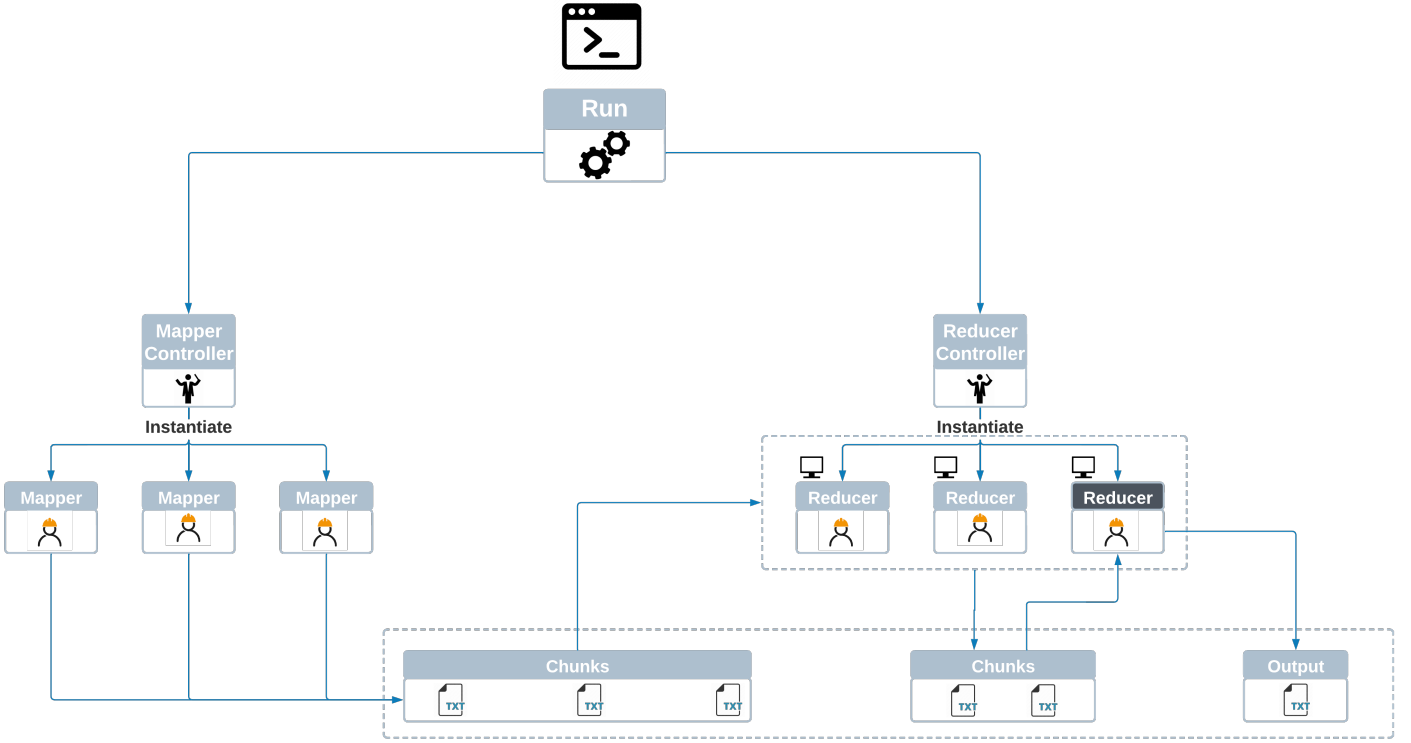 Run
Mapper
Controller
Reducer
Controller
Instantiate
Instantiate
Mapper
Mapper
Mapper
Reducer
Reducer
Reducer
Chunks
Chunks
Output
TXT
TXT
TXT
TXT
TXT
TXT